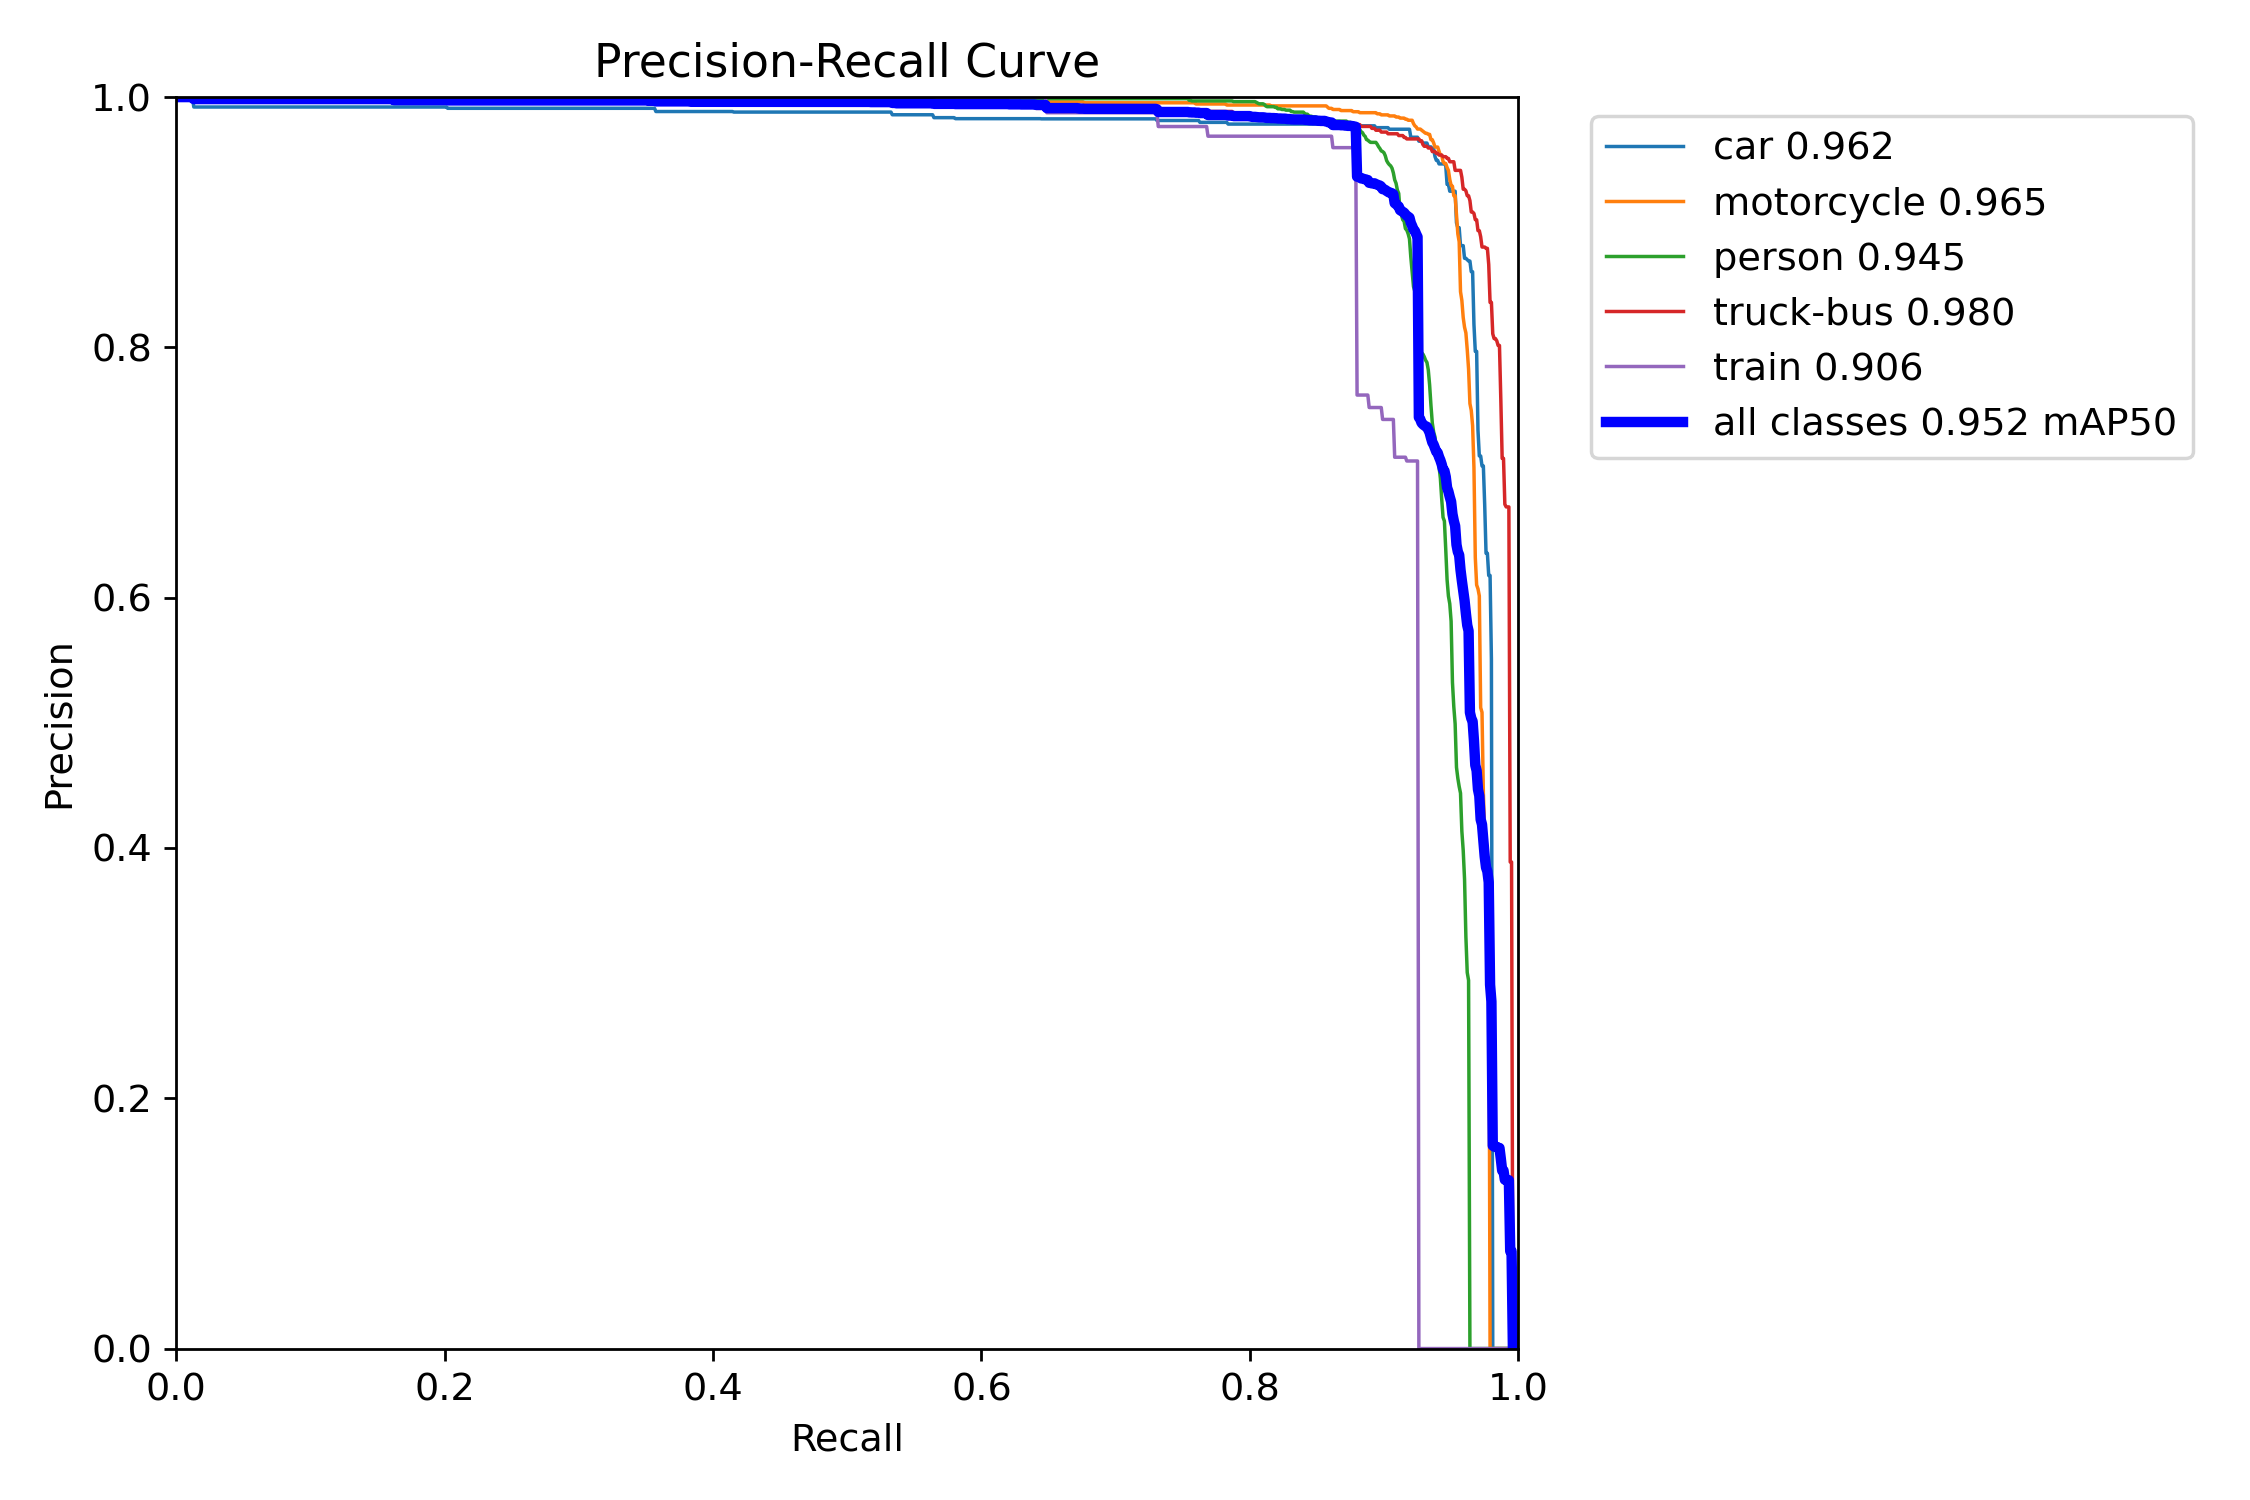 Precision-Recall Curve
1.0
0.8
0.6
0.4
0.2
0.0
Precision
0.0 0.2 0.4 0.6 0.8 1.0
Recall
car 0.962
motorcycle 0.965
person 0.945
truck-bus 0.980
train 0.906
all classes 0.952 mAP50